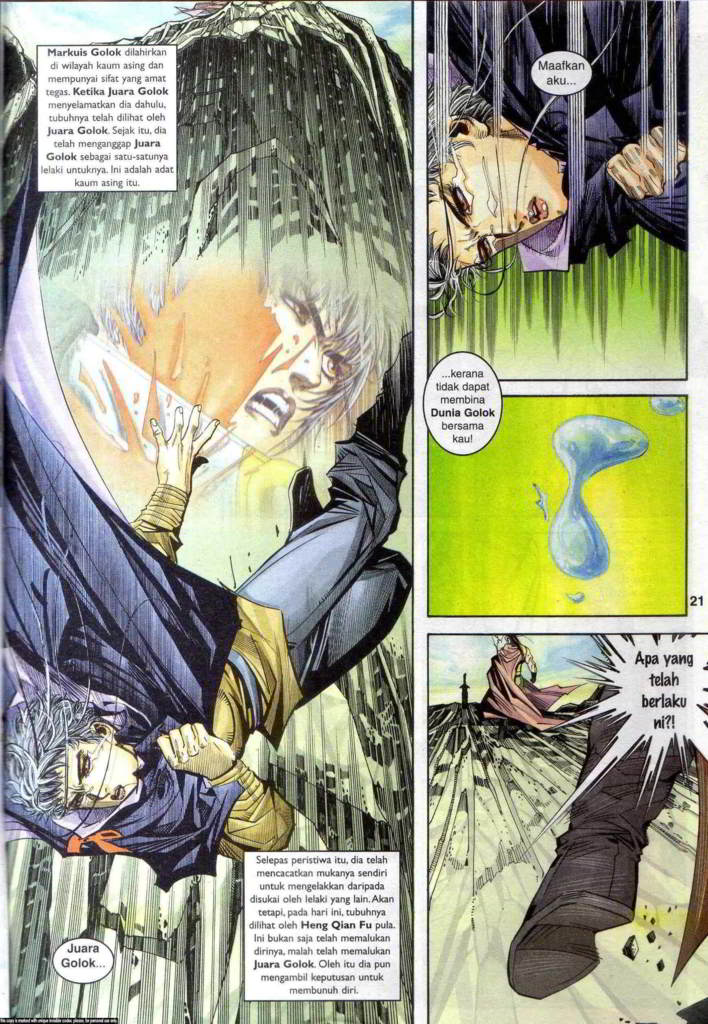 Markuis Golok dilahirkan
di wilayah kaum asing dan
mempunyai sifat yang amat
tegas. Ketika Juara Golok
menyelamatkan dia dahulu,
tubuhnya telah dilihat oleh
Juara Golok. Sejak itu, dia
telah menganggap Juara
Golok sebagai satu-satunya
lelaki untuknya. Ini adalah adat
kaum asing itu.
Selepas peristiwa itu, dia telah
mencacatkan mukanya sendiri
untuk mengelakkan daripada
disukai oleh lelaki yang lain. Akan
tetapi, pada hari ini, tubuhnya
dilihat oleh Heng Qian Fu pula.
Ini bukan saja telah memalukan
dirinya, malah telah memalukan
Juara Golok. Oleh itu dia pun
mengambil keputusan untuk
membunuh diri.
Juara
Golok...
Maafkan
aku...
...kerana
tidak dapat
membina
Dunia Golok
bersama
kau!
21
Apa yang
telah
berlaku
ni?!